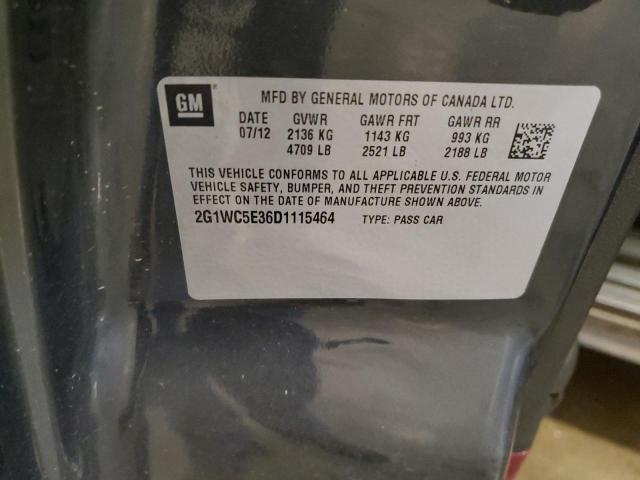 GM
MFD BY GENERAL MOTORS OF CANADA LTD.
DATE GVWR GAWR FRT GAWR RR
07/12 2136 KG 1143 KG 993 KG
4709 LB 2521 LB 2188 LB
THIS VEHICLE CONFORMS TO ALL APPLICABLE U.S. FEDERAL MOTOR
VEHICLE SAFETY, BUMPER, AND THEFT PREVENTION STANDARDS IN
EFFECT ON THE DATE OF MANUFACTURE SHOWN ABOVE.
2G1WC5E36D1115464 TYPE: PASS CAR